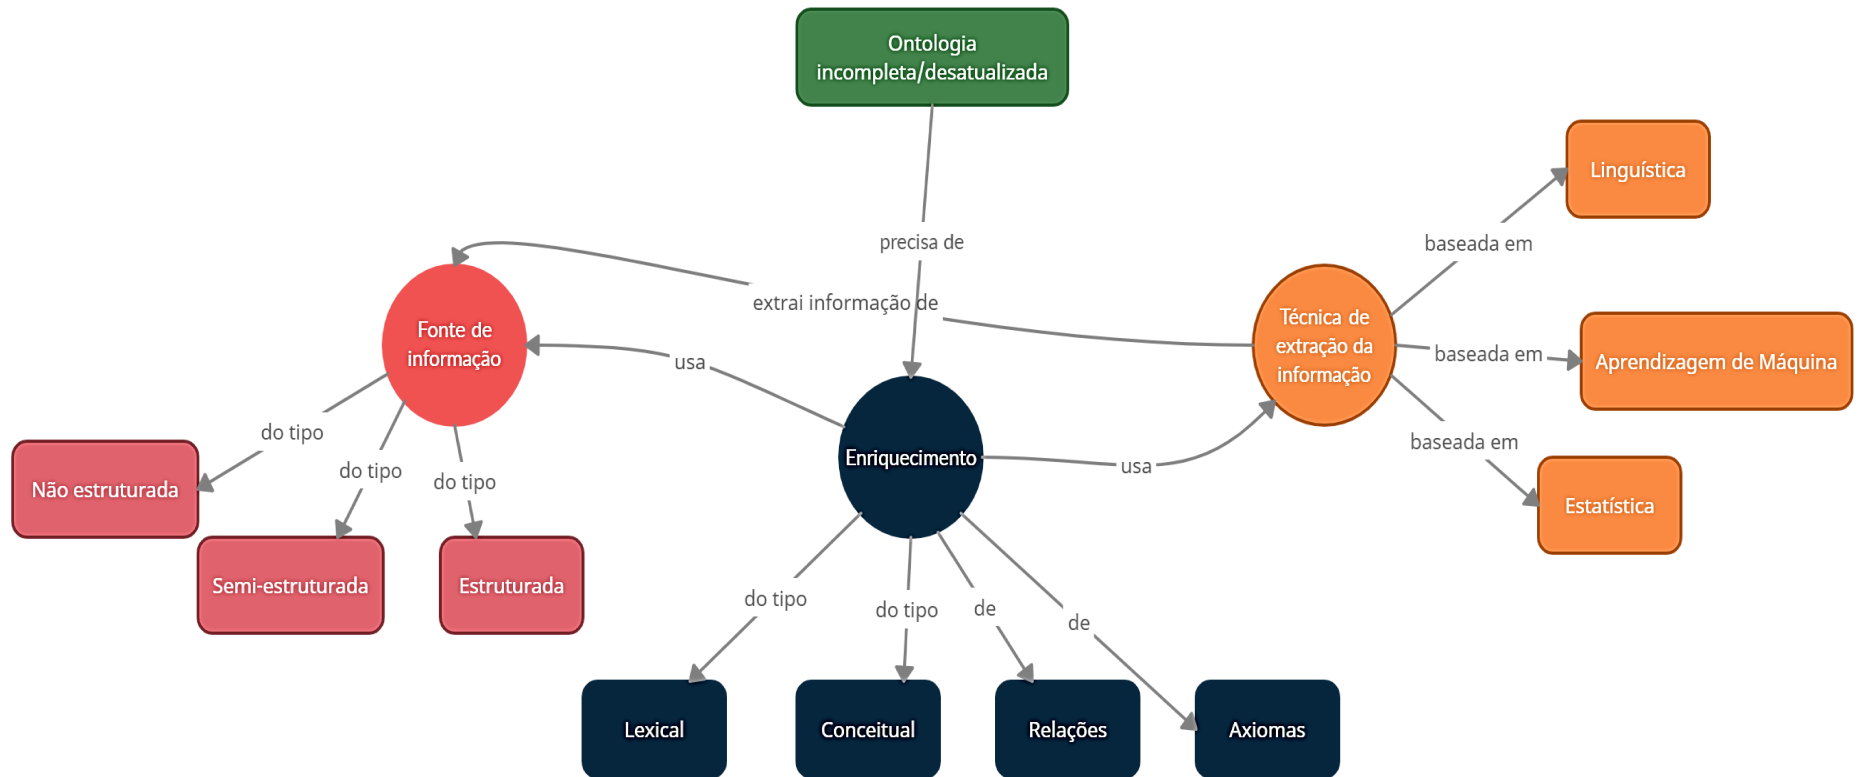 Ontologia
incompleta/desatualizada
Linguística
precisa de
baseada em
extrai informação de
Fonte de
informação
Técnica de
extração da
informação
usa
baseada em
Aprendizagem de Máquina
do tipo
baseada em
Enriquecimento
usa
do tipo
do tipo
Não estruturada
Estatística
Semi-estruturada
Estruturada
do tipo
do tipo
de
de
Lexical
Conceitual
Relações
Axiomas